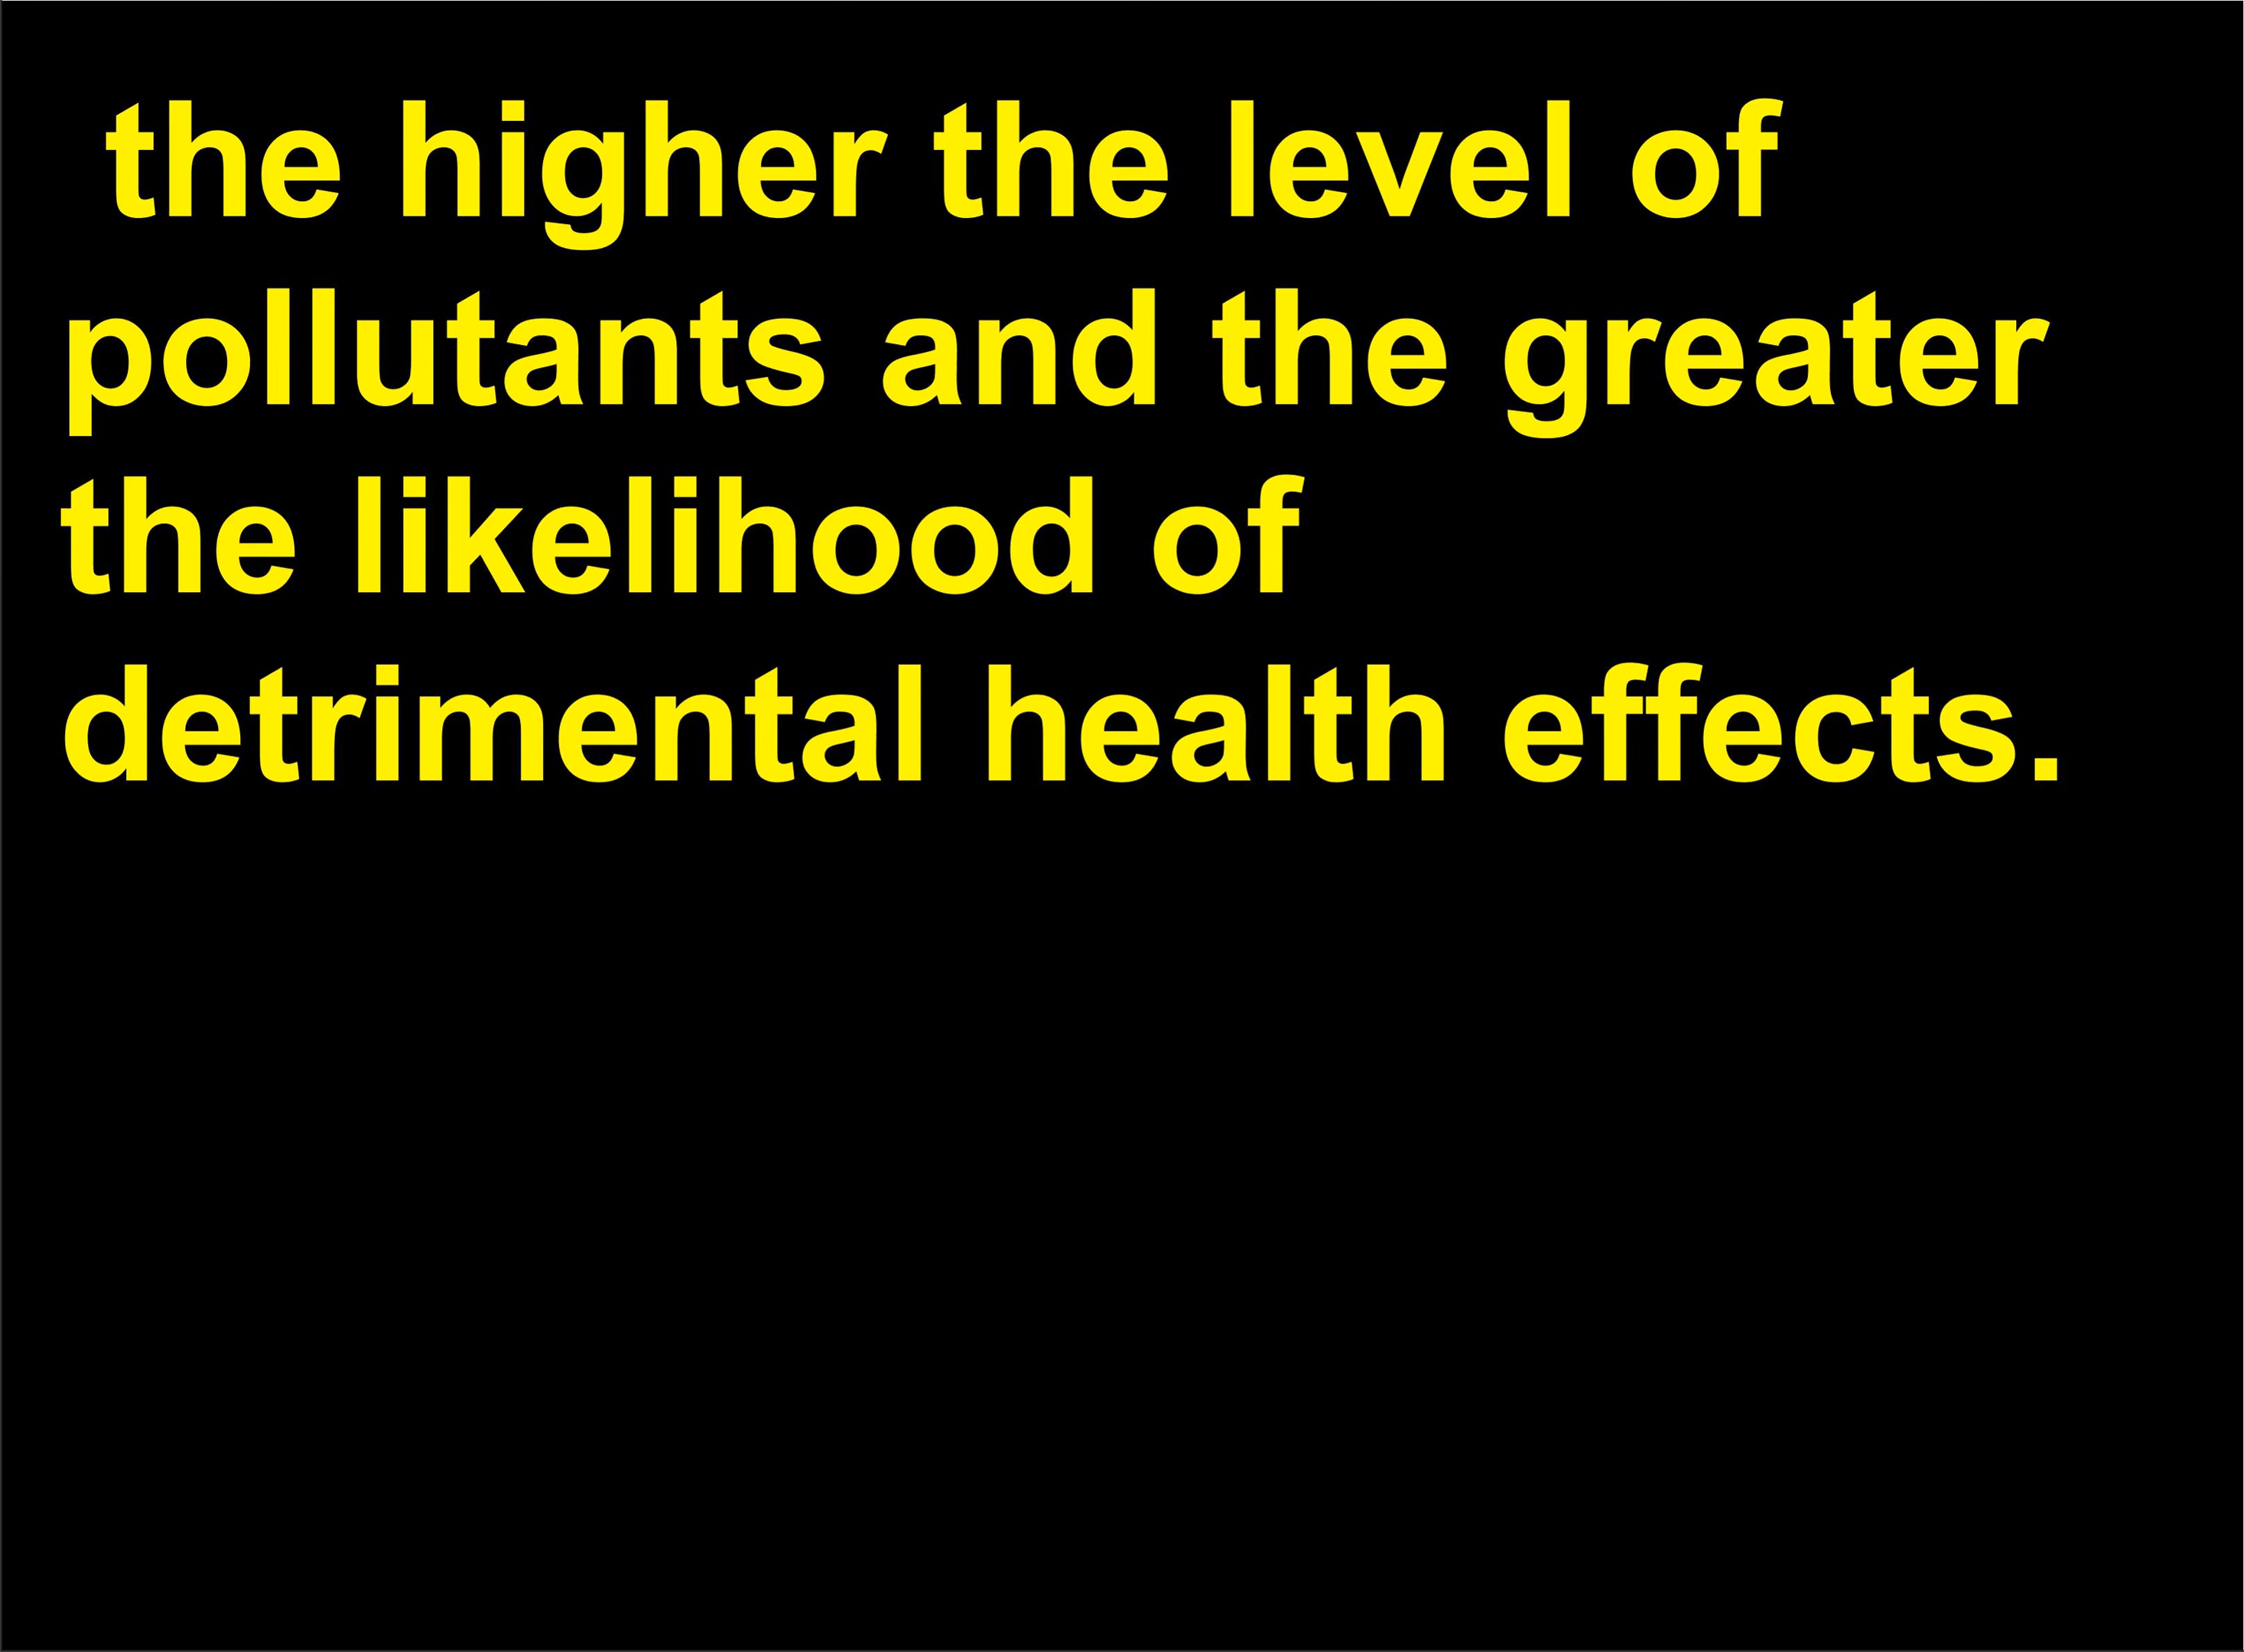 the higher the level of
pollutants and the greater
the likelihood of
detrimental health effects.